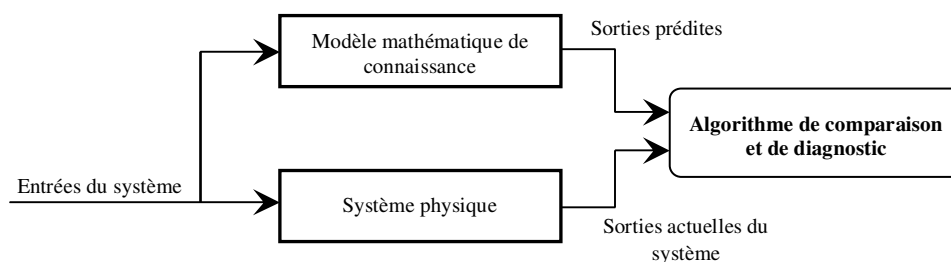 Modèle mathématique de
connaissance
Sorties prédites
Algorithme de comparaison
et de diagnostic
Entrées du système
Système physique
Sorties actuelles du
système